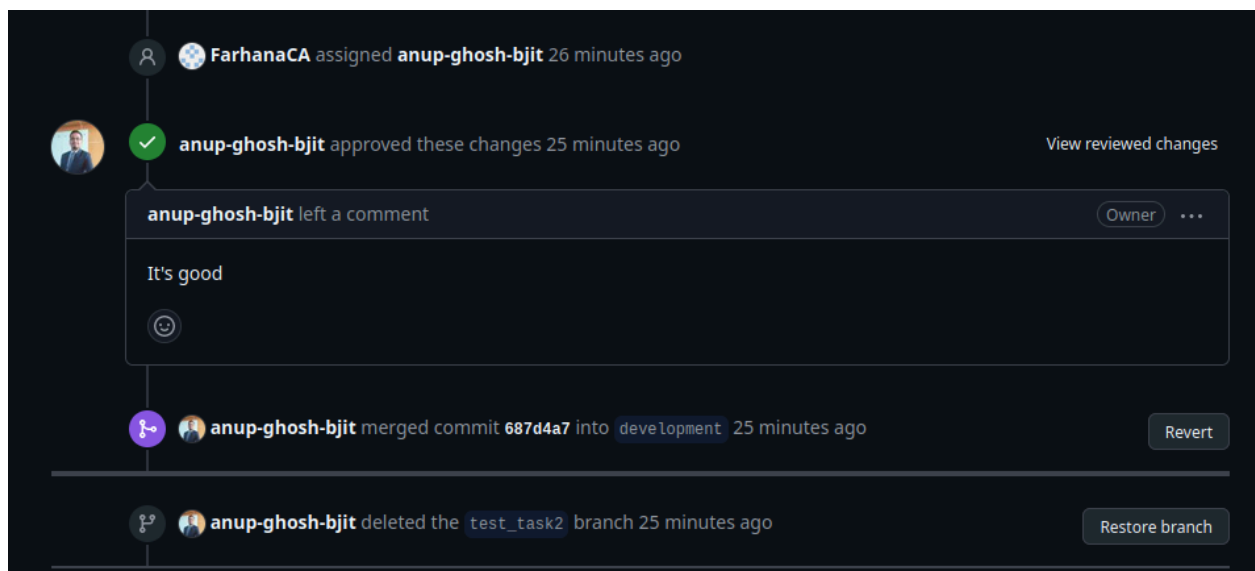 FarhanaCA assigned anup-ghosh-bjit 26 minutes ago
anup-ghosh-bjit approved these changes 25 minutes ago View reviewed changes
anup-ghosh-bjit left a comment Owner ...
It's good
anup-ghosh-bjit merged commit 687d4a7 into development 25 minutes ago Revert
anup-ghosh-bjit deleted the test_task2 branch 25 minutes ago Restore branch